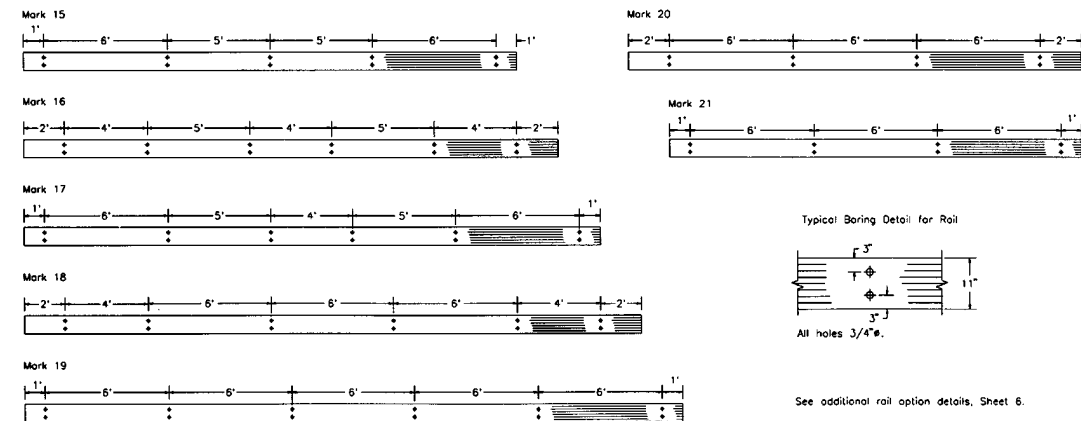 Mark 15
1' 6' 5' 5' 6' 1'
Mark 16
2' 4' 5' 4' 5' 4' 2'
Mark 17
1' 6' 5' 4' 5' 6' 1'
Mark 18
2' 4' 6' 6' 6' 4' 2'
Mark 19
1' 6' 6' 6' 6' 6' 1'
Mark 20
2' 6' 6' 6' 2'
Mark 21
1' 6' 6' 6' 1'
Typical Boring Detail for Rail
3"
11"
3"
All holes 3/4"ø.
See additional rail option details, Sheet 6.